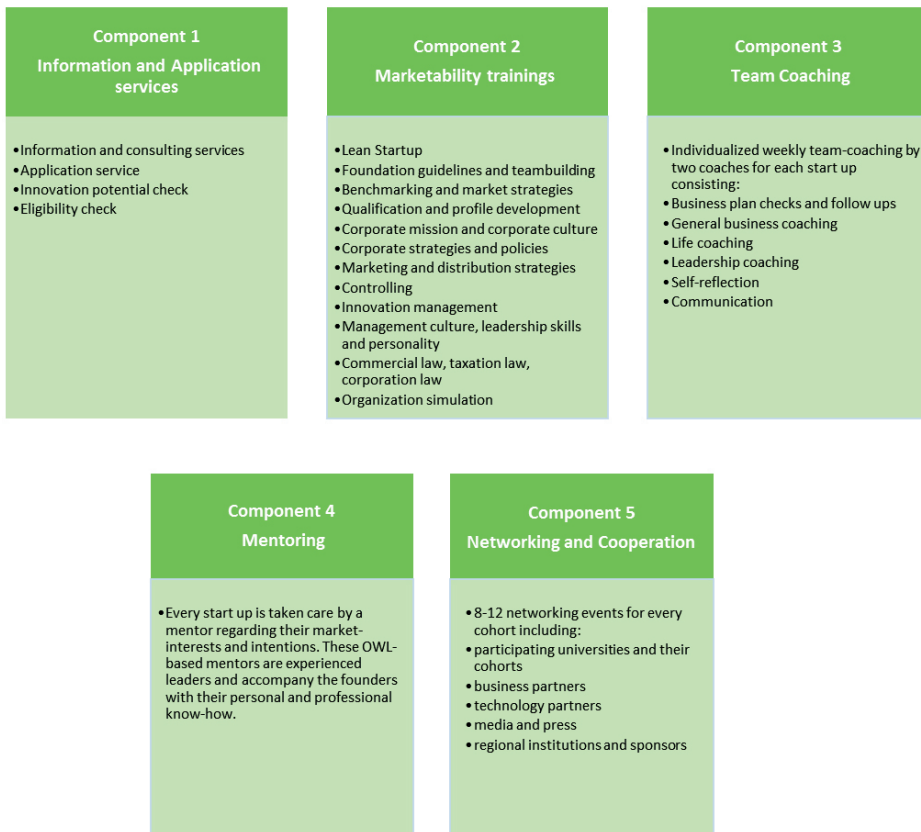 Component 1
Information and Application
services
•Information and consulting services
•Application service
•Innovation potential check
•Eligibility check
Component 2
Marketability trainings
•Lean Startup
•Foundation guidelines and teambuilding
•Benchmarking and market strategies
•Qualification and profile development
•Corporate mission and corporate culture
•Corporate strategies and policies
•Marketing and distribution strategies
•Controlling
•Innovation management
•Management culture, leadership skills
and personality
•Commercial law, taxation law,
corporation law
•Organization simulation
Component 3
Team Coaching
•Individualized weekly team-coaching by
two coaches for each start up
consisting:
•Business plan checks and follow ups
•General business coaching
•Life coaching
•Leadership coaching
•Self-reflection
•Communication
Component 4
Mentoring
•Every start up is taken care by a
mentor regarding their market-
interests and intentions. These OWL-
based mentors are experienced
leaders and accompany the founders
with their personal and professional
know-how.
Component 5
Networking and Cooperation
•8-12 networking events for every
cohort including:
•participating universities and their
cohorts
•business partners
•technology partners
•media and press
•regional institutions and sponsors